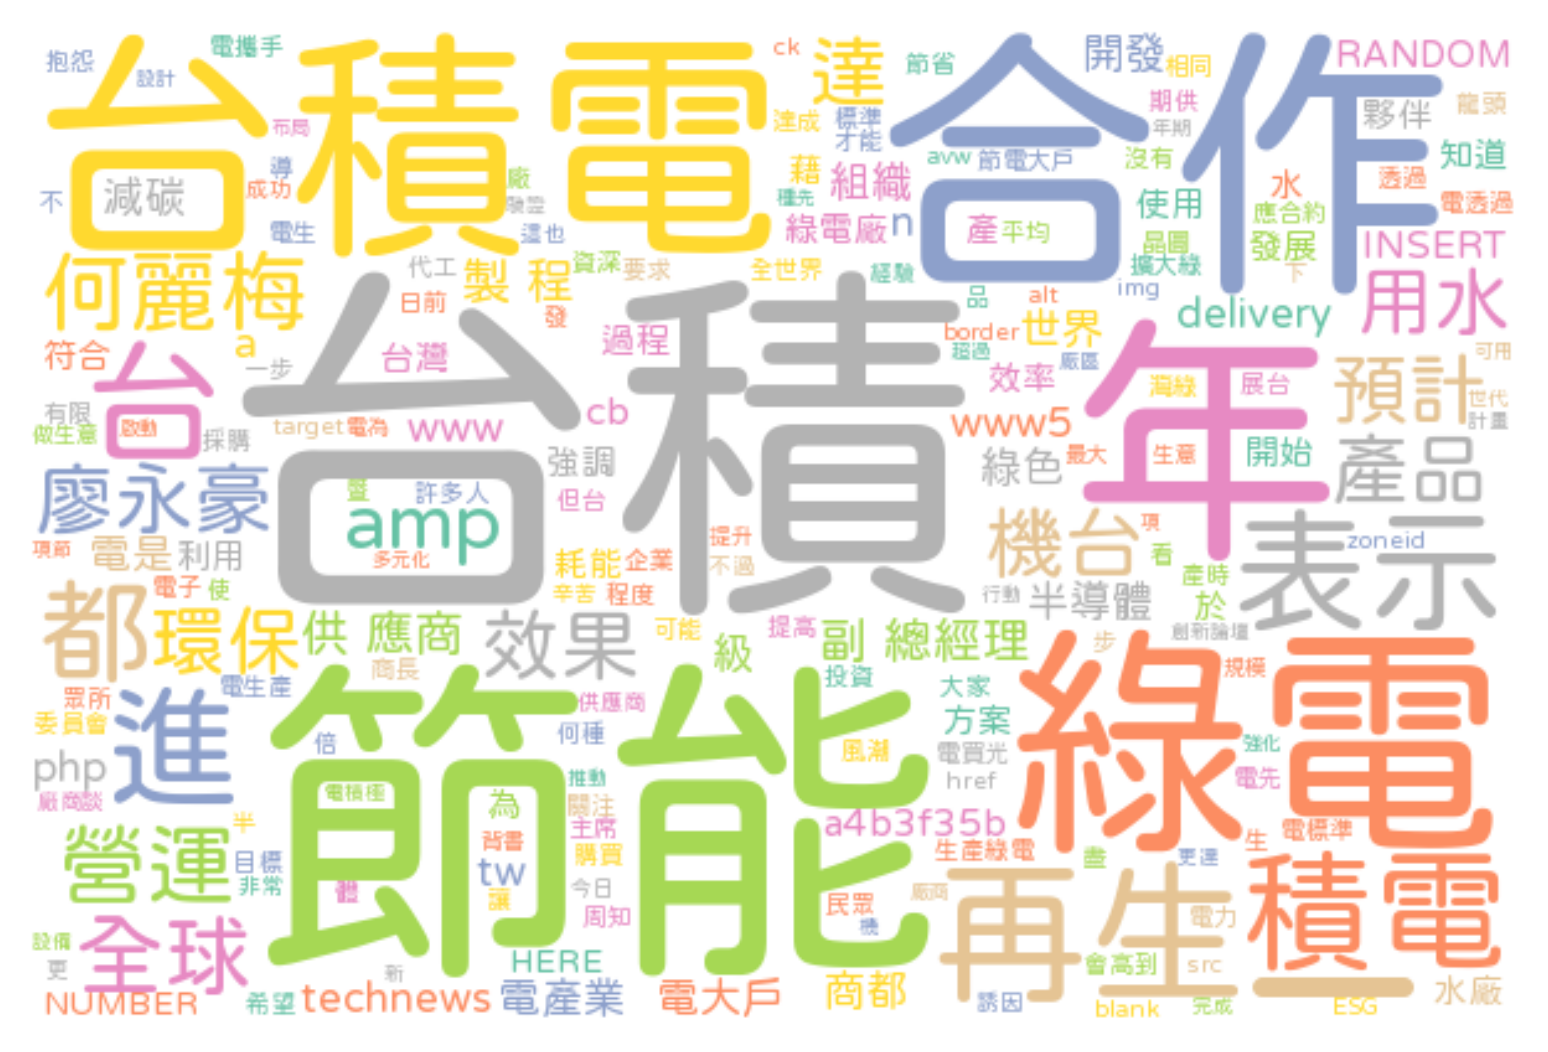 台積電
合作
達
ck
節省
開發
相同
RANDOM
電攜手
抱怨
設計
布局
達成
標準
才能
期供
年期
夥伴
龍頭
知道
導
成功
減碳
不
電生
廠
這也
藉
組織
種先
綠電廠
n
avw
節電大戶
沒有
使用
水
透過
電透過
應合約
產
平均
晶圓
擴大綠
發展
下
INSERT
何麗梅
代工
製 程
資深
要求
全世界
經驗
品
img
alt
delivery
用水
日前
發
過程
border
世界
超過
廠區
符合
a
台
一步
台灣
台積
年
效率
灣綠
展台
預計
可用
世代
計畫
有限
做生意
啟動
採購
target
電為
www
cb
www5
最大
生意
開始
產品
綠色
強調
廖永豪
盤
許多人
amp
多元化
但台
提升
不過
機台
項
看
zoneid
表示
項節
電是
利用
耗能
企業
辛苦
程度
行動
半導體
產時
於
電子
使
都
環保
供 應商
效果
可能
提高
副 總經理
級
創新論壇
步
綠電
規模
商長
眾所
委員會
電生產
進
節能
供應商
投資
大家
方案
何種
倍
風潮
電買光
href
強化
電先
php
廠商談
電積極
推動
關注
主席
為
背書
購買
a4b3f35b
生產綠電
電標準
生
營運
半
目標
非常
體
tw
讓
今日
周知
民眾
機
廠商
盡
更達
再生
積電
電力
一
全球
設備
更
新
HERE
會高到
src
水廠
NUMBER
希望
technews
電產業
電大戶
商都
誘因
blank
完成
ESG